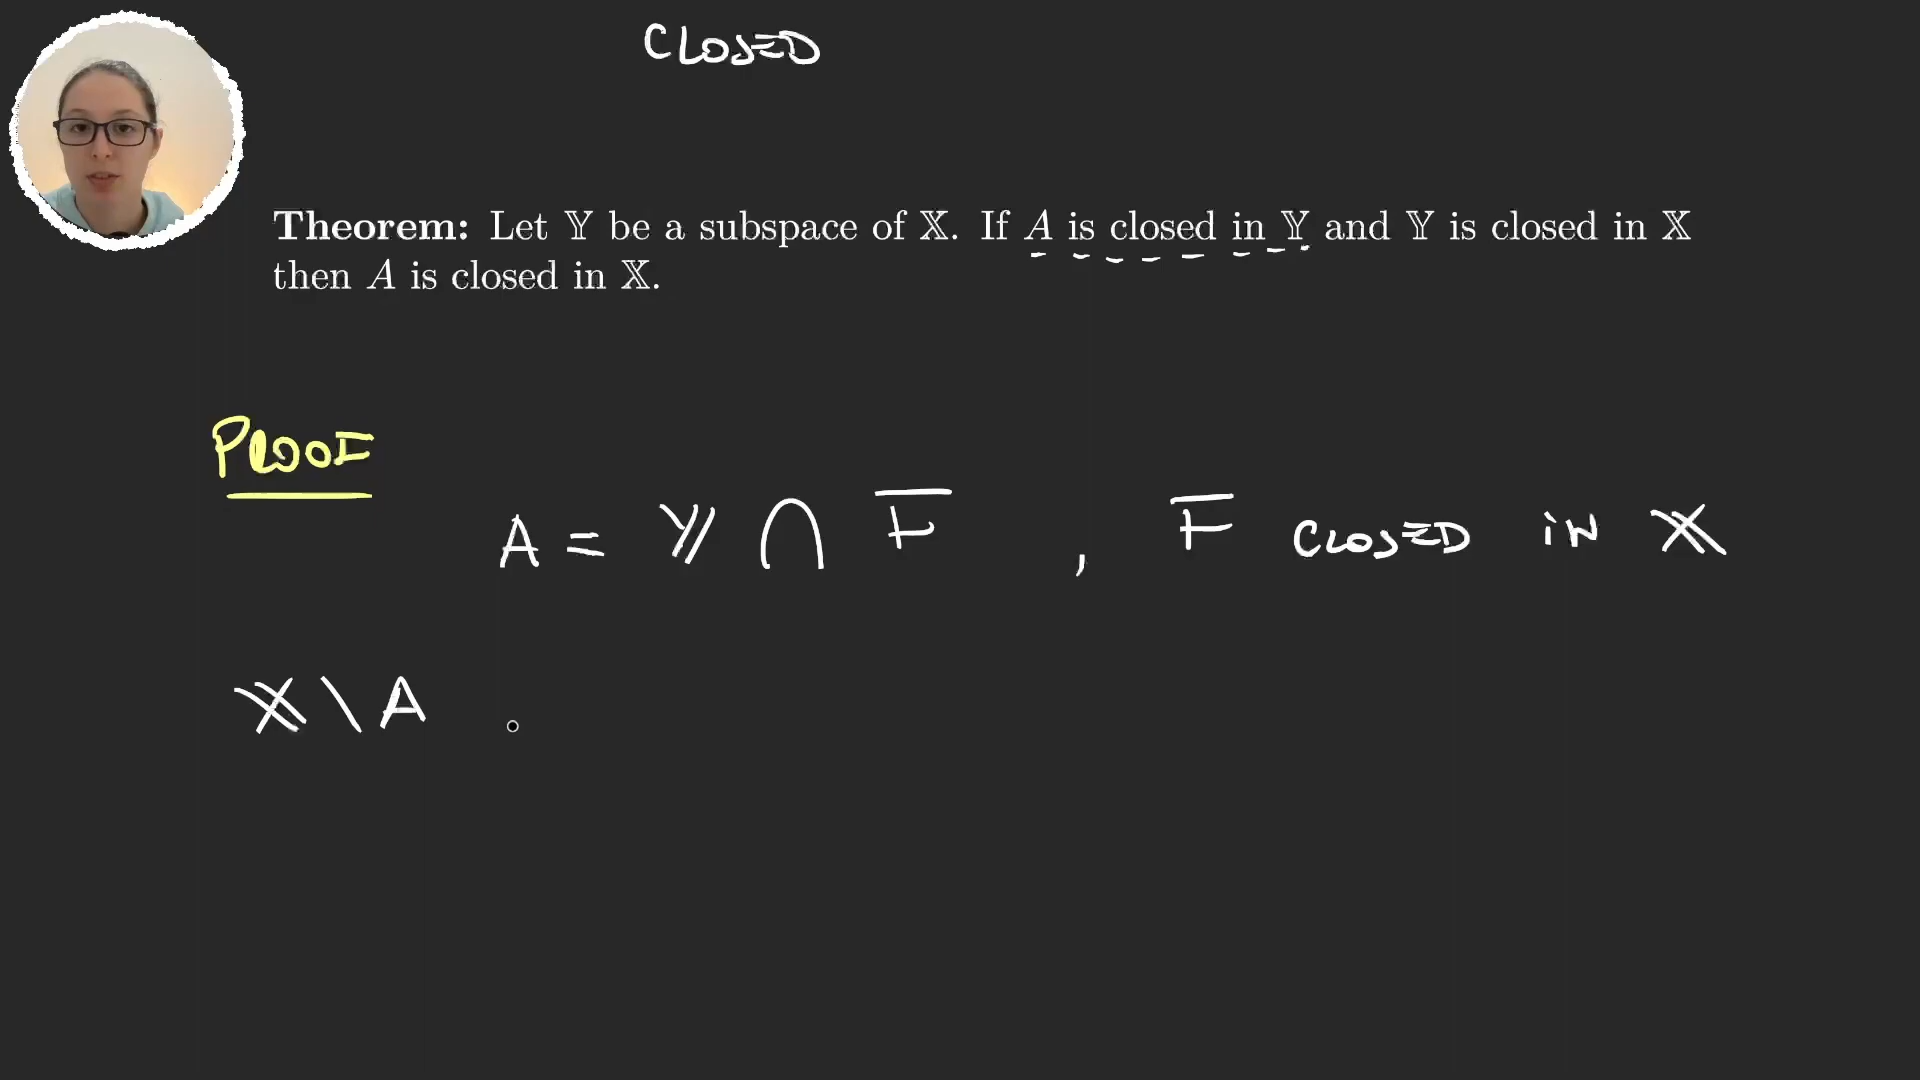 CLOSED
Theorem: Let 𝕐 be a subspace of 𝕏. If A is closed in 𝕐 and 𝕐 is closed in 𝕏
then A is closed in 𝕏.
PROOF
A = 𝕐 ∩ F , F CLOSED IN 𝕏
𝕏 \ A